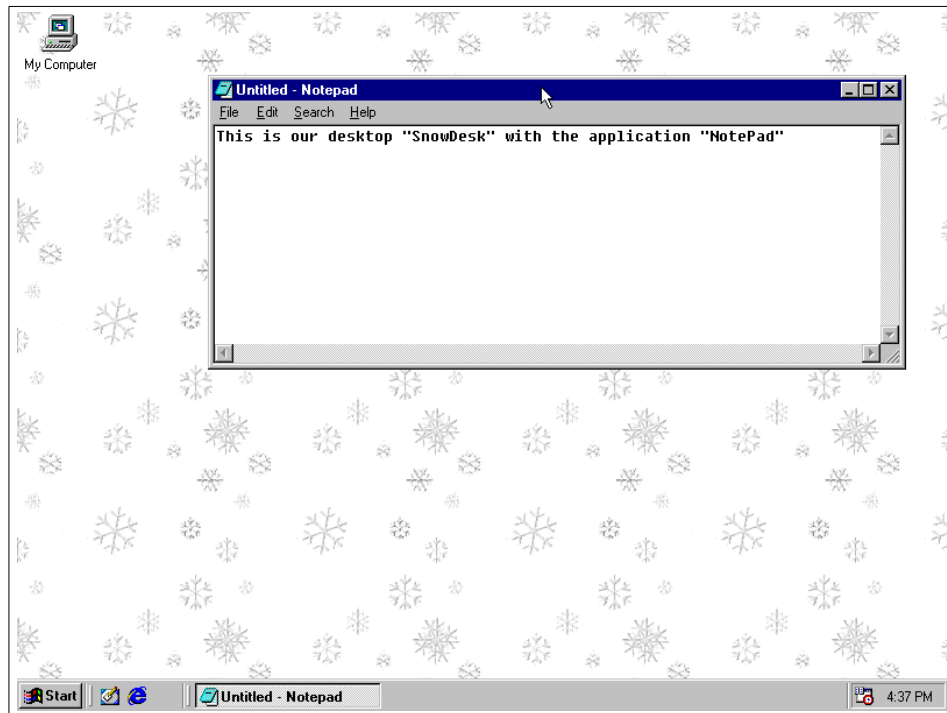 My Computer
Untitled - Notepad
File Edit Search Help
This is our desktop "SnowDesk" with the application "NotePad"
Start
Untitled - Notepad
4:37 PM